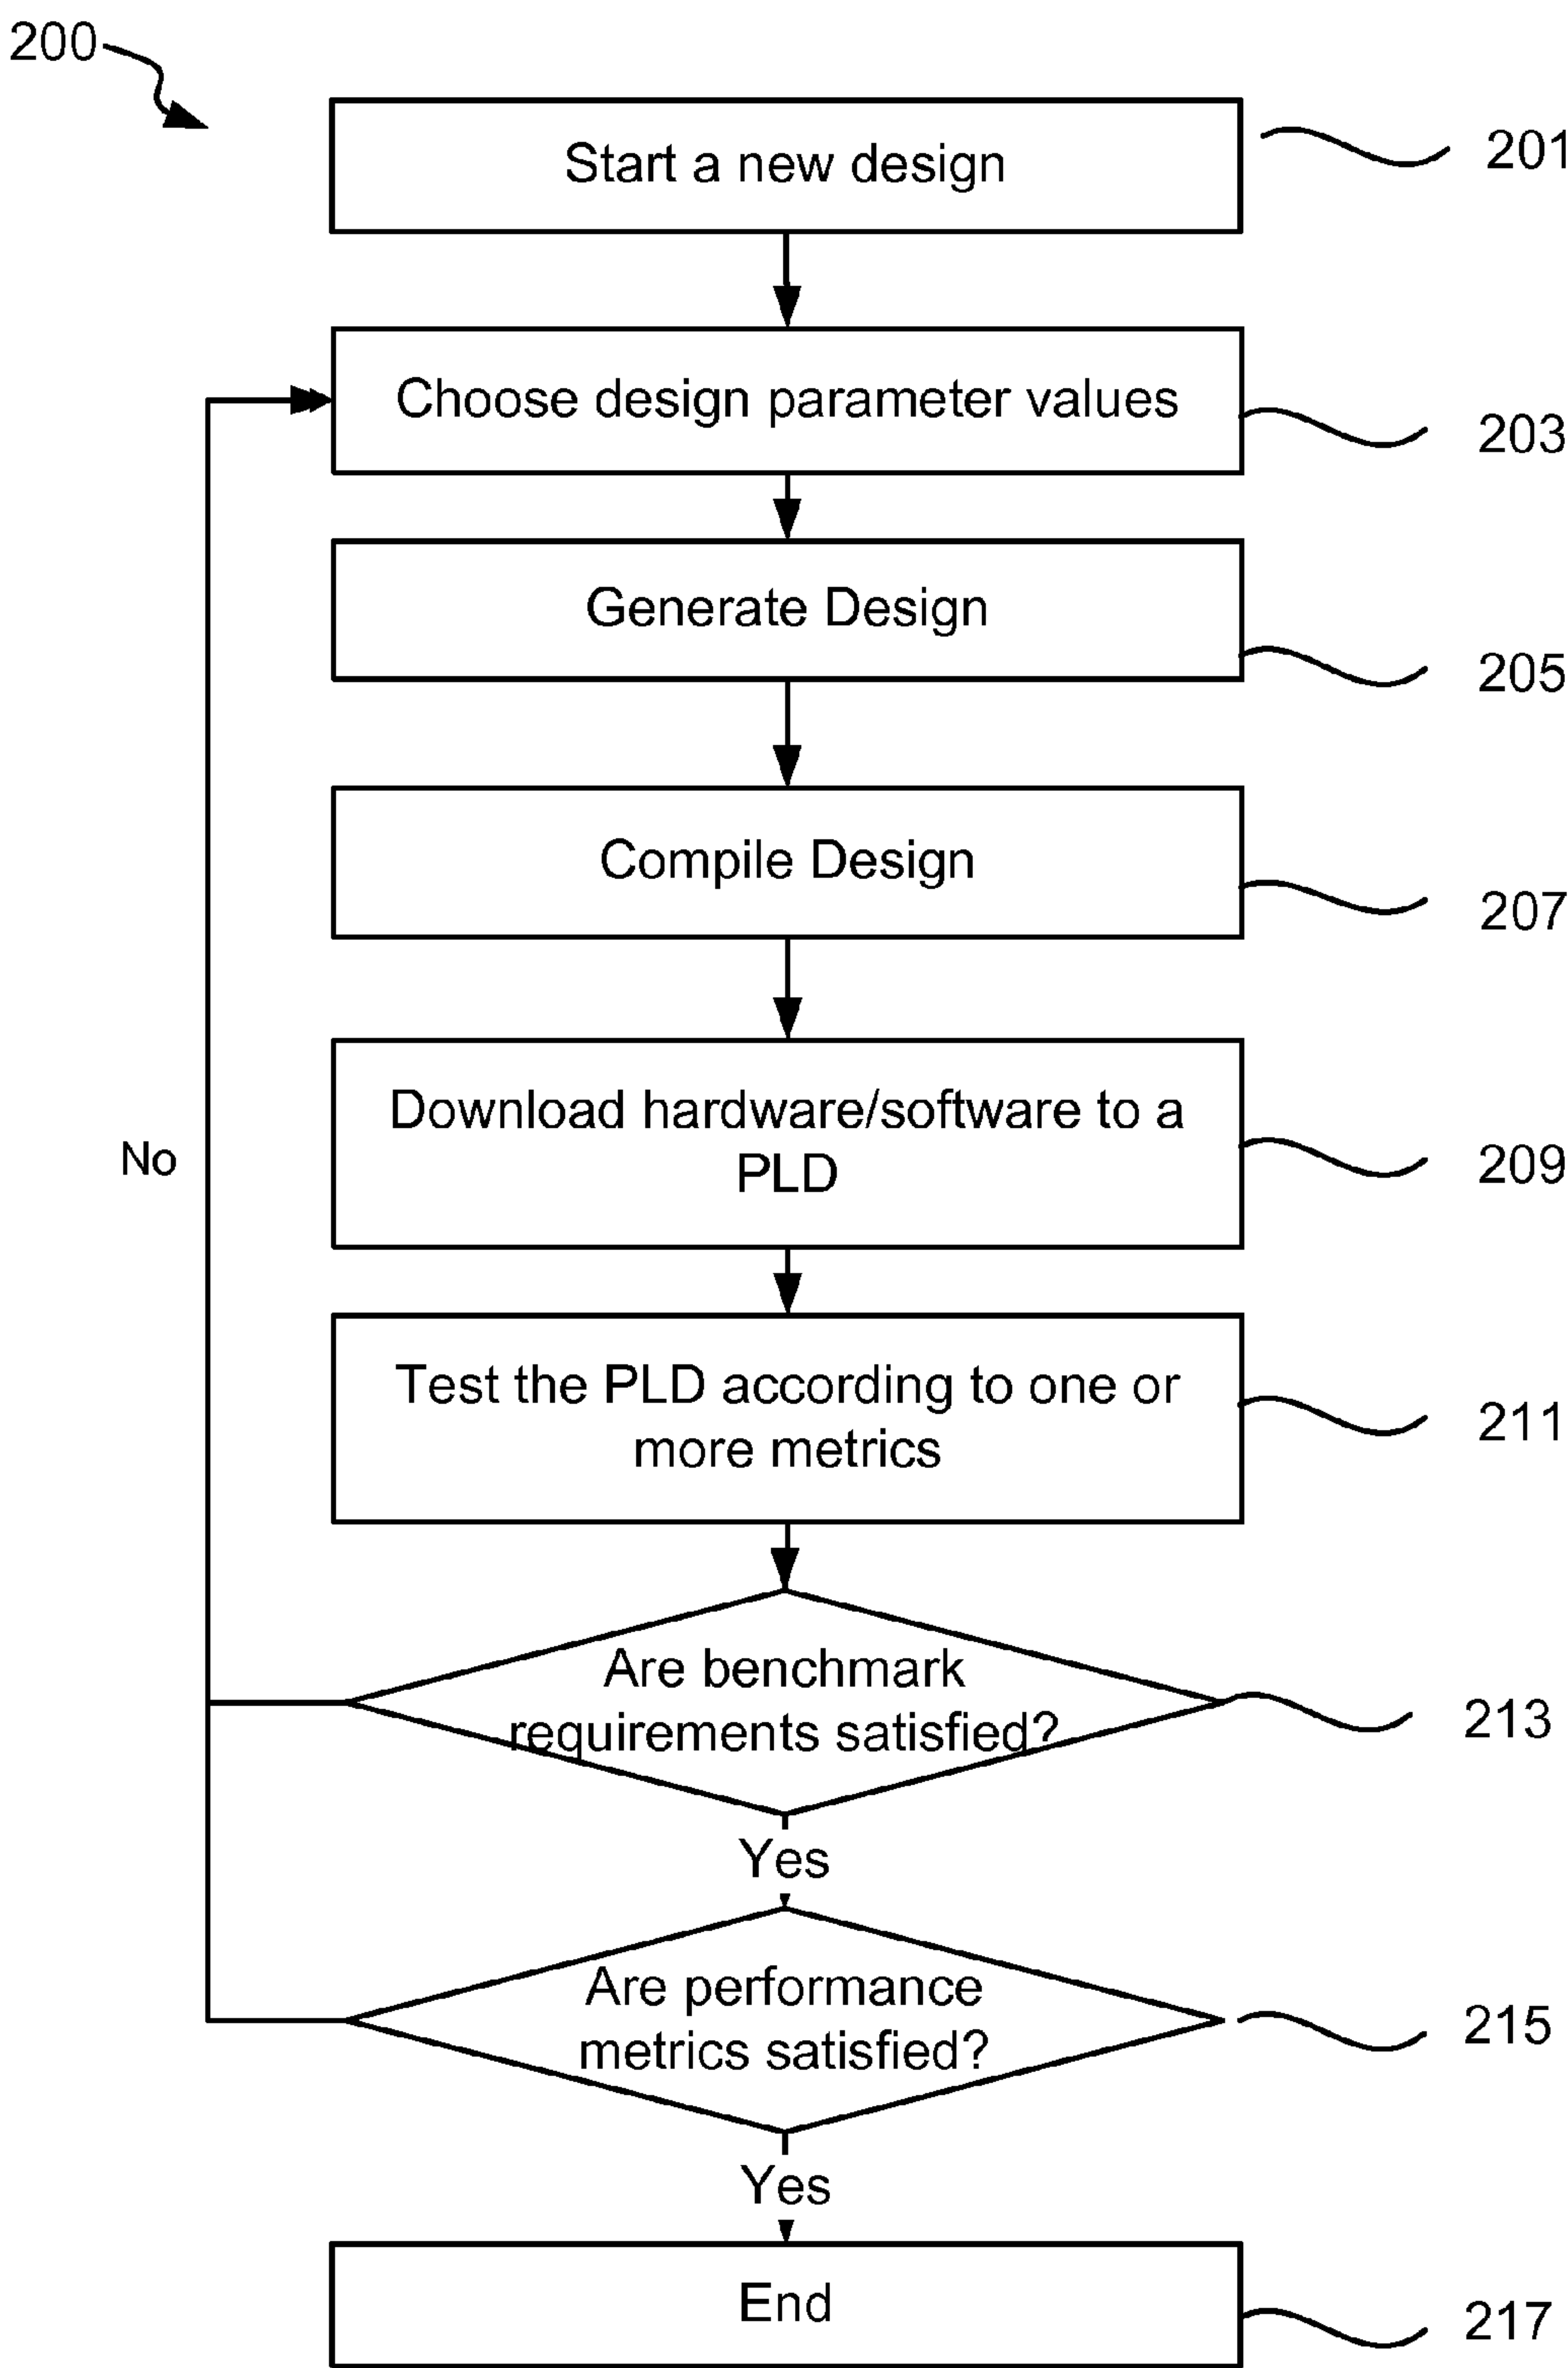 200
Start a new design
201
Choose design parameter values
203
Generate Design
205
Compile Design
207
Download hardware/software to a
PLD
209
No
Test the PLD according to one or
more metrics
211
Are benchmark
requirements satisfied?
213
Yes
Are performance
metrics satisfied?
215
Yes
End
217